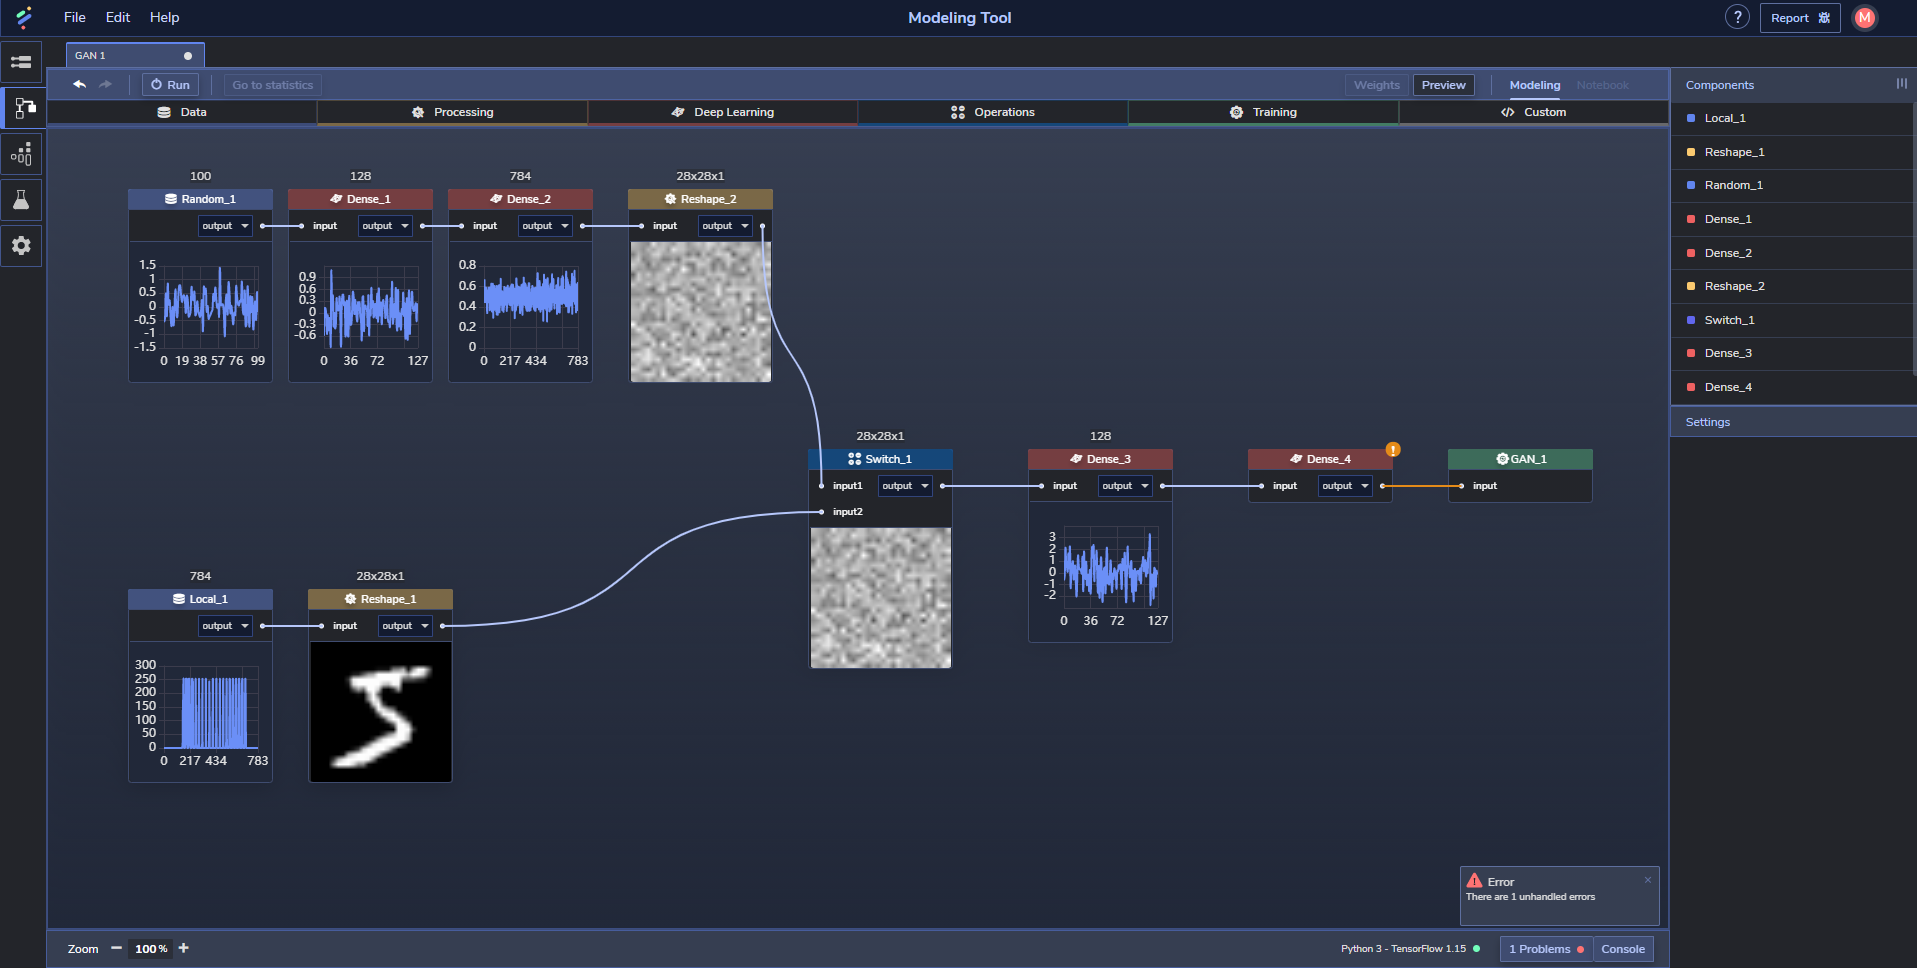 File Edit Help
Modeling Tool
? Report M
GAN 1
Run Go to statistics Weights Preview Modeling Notebook
Data Processing Deep Learning Operations Training Custom
100
Random_1
output
1.5
1
0.5
0
-0.5
-1
-1.5
0 19 38 57 76 99
128
Dense_1
input output
0.9
0.6
0.3
0
-0.3
-0.6
0 36 72 127
784
Dense_2
input output
0.8
0.6
0.4
0.2
0
0 217 434 783
28x28x1
Reshape_2
input output
28x28x1
Switch_1
input1 output
input2
128
Dense_3
input output
3
2
1
0
-1
-2
0 36 72 127
Dense_4
!
input output
GAN_1
input
784
Local_1
output
300
250
200
150
100
50
0
0 217 434 783
28x28x1
Reshape_1
input output
Components
Local_1
Reshape_1
Random_1
Dense_1
Dense_2
Reshape_2
Switch_1
Dense_3
Dense_4
Settings
! Error ×
There are 1 unhandled errors
Zoom − 100 % +
Python 3 - TensorFlow 1.15 1 Problems Console